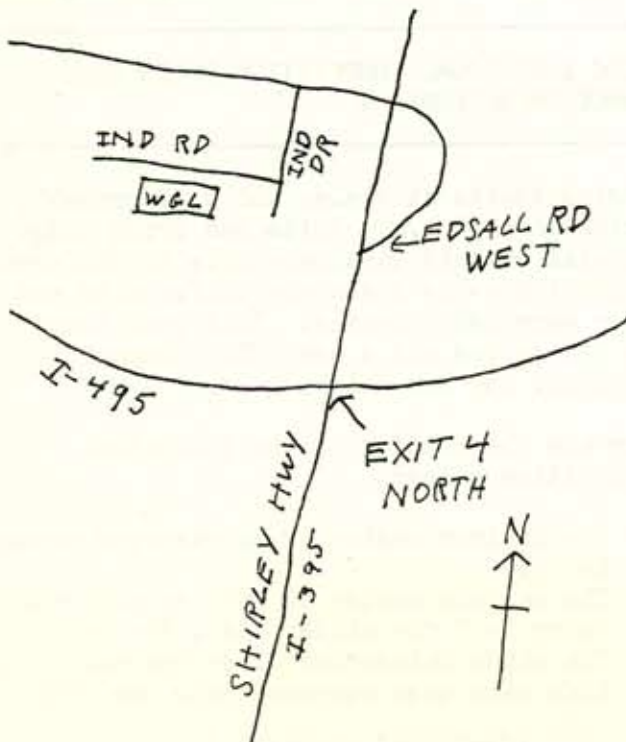 IND RD
IND
DR
WGL
EDSALL RD
WEST
I-495
EXIT 4
NORTH
N
SHIRLEY HWY
I-395